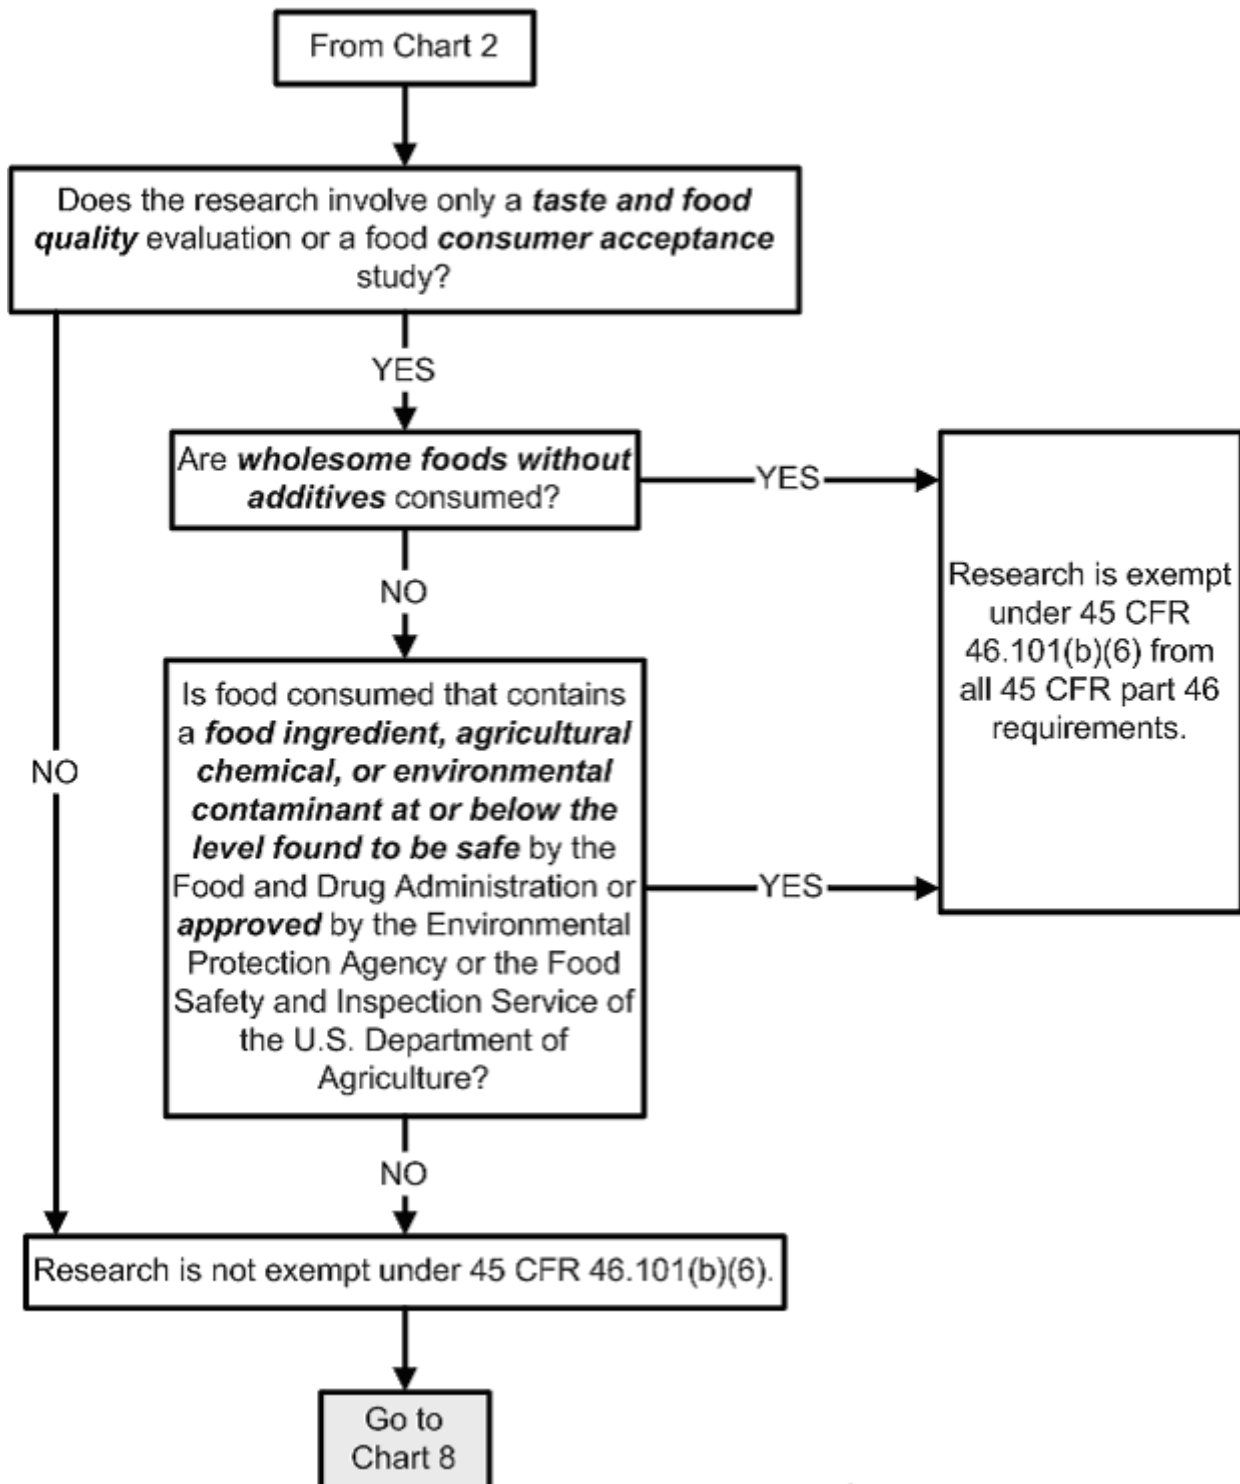 From Chart 2
Does the research involve only a taste and food
quality evaluation or a food consumer acceptance
study?
YES
Are wholesome foods without
additives consumed?
YES
NO
Research is exempt
under 45 CFR
46.101(b)(6) from
all 45 CFR part 46
requirements.
Is food consumed that contains
a food ingredient, agricultural
chemical, or environmental
contaminant at or below the
level found to be safe by the
Food and Drug Administration or
approved by the Environmental
Protection Agency or the Food
Safety and Inspection Service of
the U.S. Department of
Agriculture?
NO
YES
NO
Research is not exempt under 45 CFR 46.101(b)(6).
Go to
Chart 8